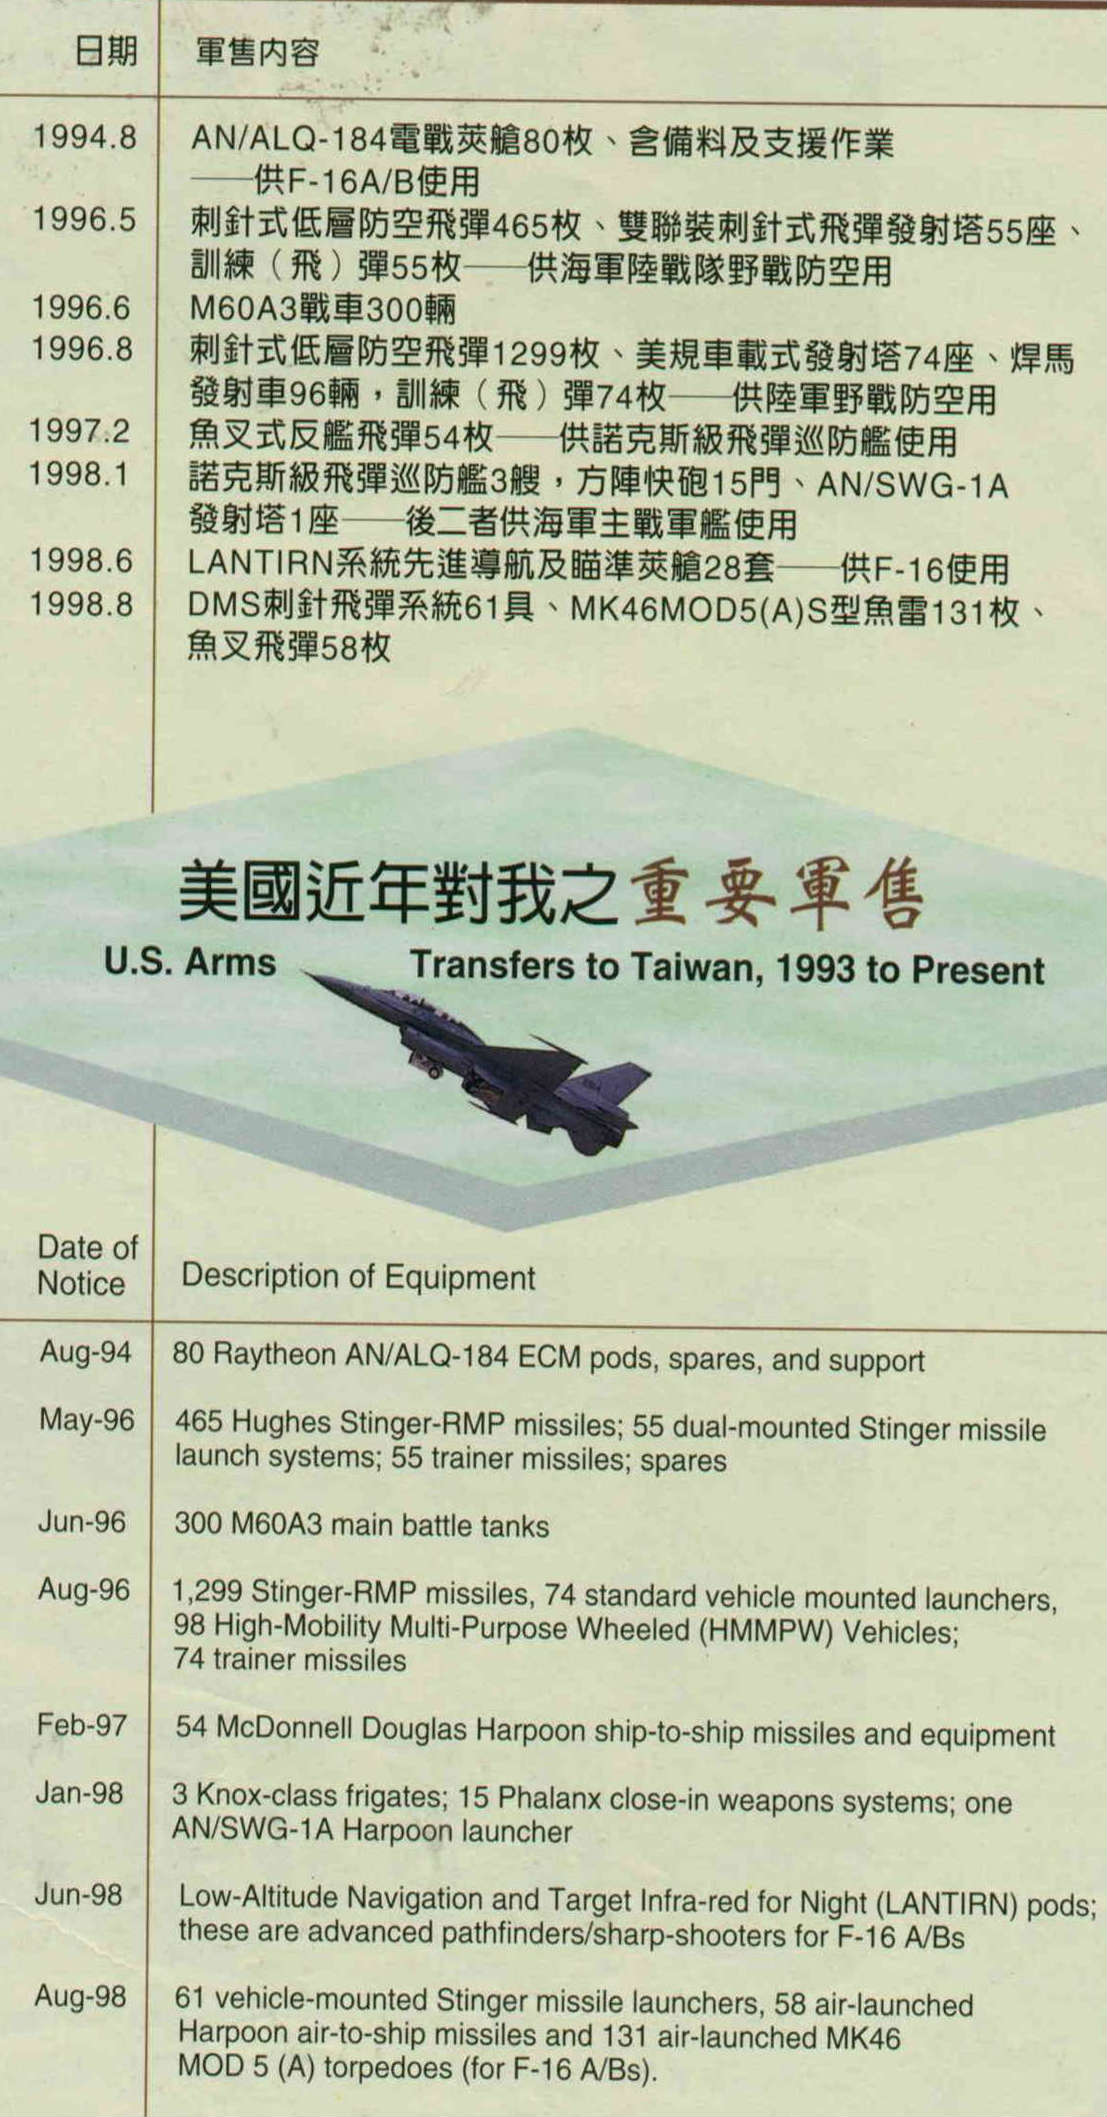 日期 軍售内容
1994.8 AN/ALQ-184電戰莢艙80枚、含備料及支援作業
——供F-16A/B使用
1996.5 刺針式低層防空飛彈465枚、雙聯裝刺針式飛彈發射塔55座、
訓練（飛）彈55枚——供海軍陸戰隊野戰防空用
1996.6 M60A3戰車300輛
1996.8 刺針式低層防空飛彈1299枚、美規車載式發射塔74座、焊馬
發射車96輛，訓練（飛）彈74枚——供陸軍野戰防空用
1997.2 魚叉式反艦飛彈54枚——供諾克斯級飛彈巡防艦使用
1998.1 諾克斯級飛彈巡防艦3艘，方陣快砲15門、AN/SWG-1A
發射塔1座——後二者供海軍主戰軍艦使用
1998.6 LANTIRN系統先進導航及瞄準莢艙28套——供F-16使用
1998.8 DMS刺針飛彈系統61具、MK46MOD5(A)S型魚雷131枚、
魚叉飛彈58枚
美國近年對我之重要軍售
U.S. Arms Transfers to Taiwan, 1993 to Present
Date of
Notice
Description of Equipment
Aug-94 80 Raytheon AN/ALQ-184 ECM pods, spares, and support
May-96 465 Hughes Stinger-RMP missiles; 55 dual-mounted Stinger missile
launch systems; 55 trainer missiles; spares
Jun-96 300 M60A3 main battle tanks
Aug-96 1,299 Stinger-RMP missiles, 74 standard vehicle mounted launchers,
98 High-Mobility Multi-Purpose Wheeled (HMMPW) Vehicles;
74 trainer missiles
Feb-97 54 McDonnell Douglas Harpoon ship-to-ship missiles and equipment
Jan-98 3 Knox-class frigates; 15 Phalanx close-in weapons systems; one
AN/SWG-1A Harpoon launcher
Jun-98 Low-Altitude Navigation and Target Infra-red for Night (LANTIRN) pods;
these are advanced pathfinders/sharp-shooters for F-16 A/Bs
Aug-98 61 vehicle-mounted Stinger missile launchers, 58 air-launched
Harpoon air-to-ship missiles and 131 air-launched MK46
MOD 5 (A) torpedoes (for F-16 A/Bs).